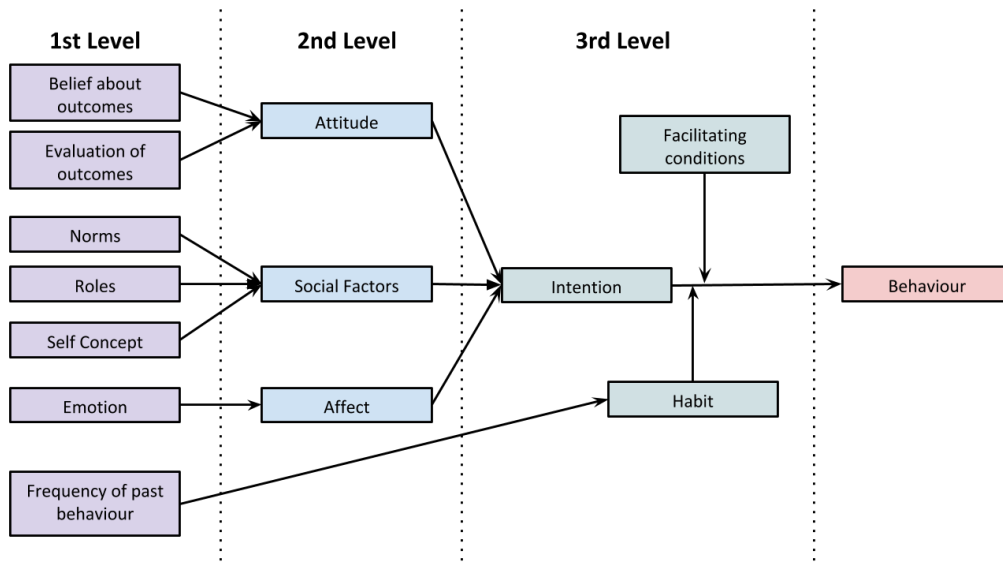 1st Level
2nd Level
3rd Level
Belief about
outcomes
Evaluation of
outcomes
Norms
Roles
Self Concept
Emotion
Frequency of past
behaviour
Attitude
Social Factors
Affect
Facilitating
conditions
Intention
Habit
Behaviour